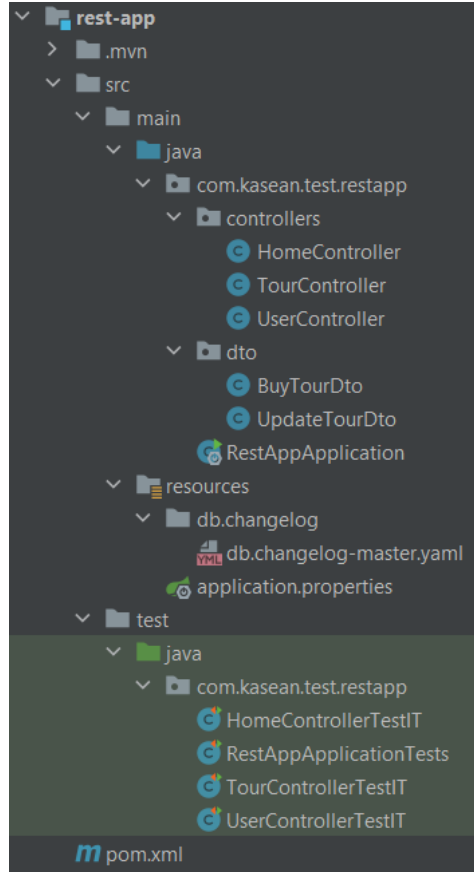 rest-app
.mvn
src
main
java
com.kasean.test.restapp
controllers
C HomeController
C TourController
C UserController
dto
C BuyTourDto
C UpdateTourDto
RestAppApplication
resources
db.changelog
YML db.changelog-master.yaml
application.properties
test
java
com.kasean.test.restapp
C HomeControllerTestIT
C RestAppApplicationTests
C TourControllerTestIT
C UserControllerTestIT
m pom.xml